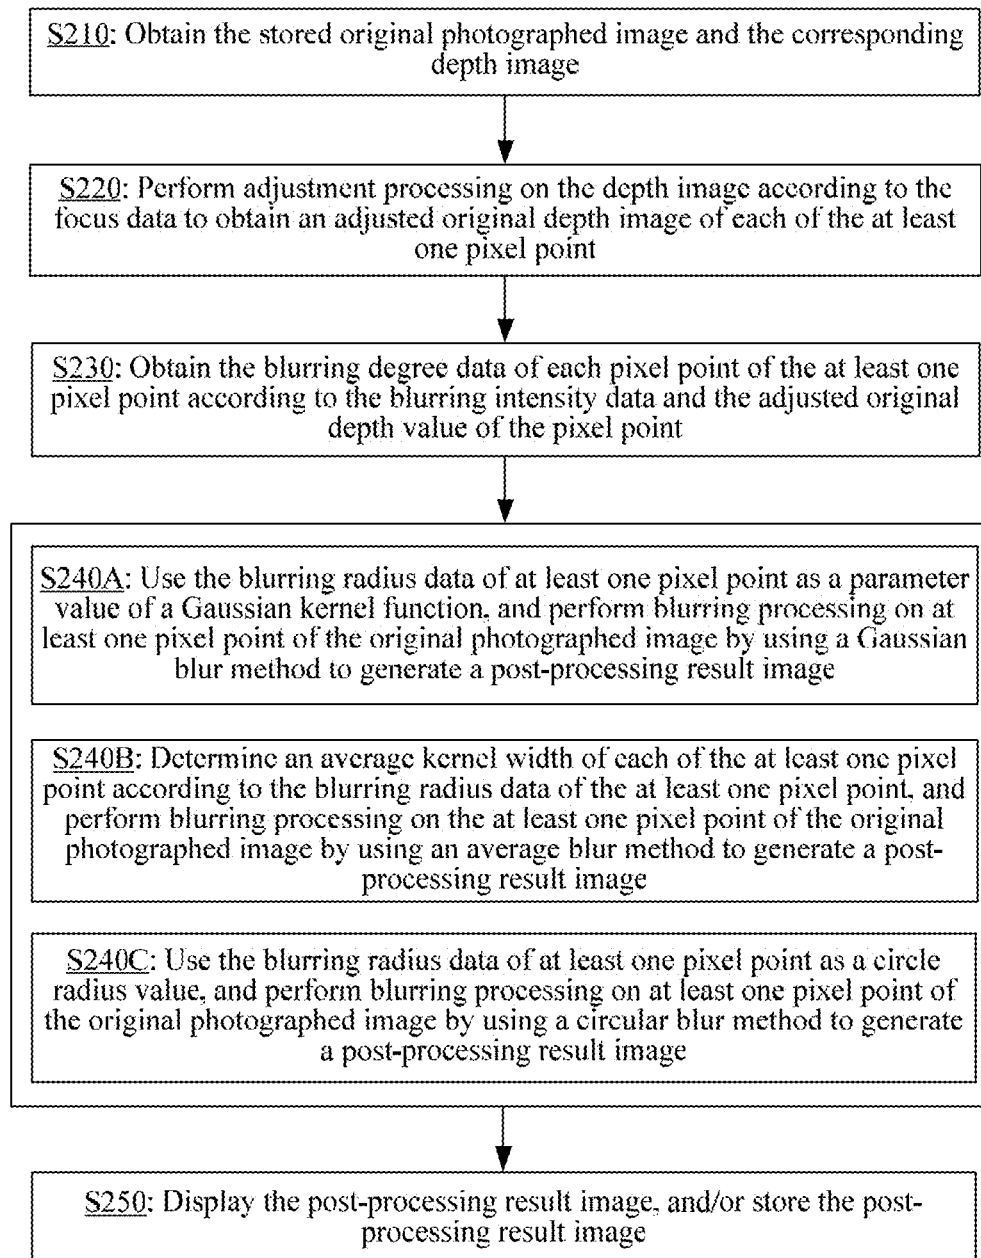 S210: Obtain the stored original photographed image and the corresponding
depth image
S220: Perform adjustment processing on the depth image according to the
focus data to obtain an adjusted original depth image of each of the at least
one pixel point
S230: Obtain the blurring degree data of each pixel point of the at least one
pixel point according to the blurring intensity data and the adjusted original
depth value of the pixel point
S240A: Use the blurring radius data of at least one pixel point as a parameter
value of a Gaussian kernel function, and perform blurring processing on at
least one pixel point of the original photographed image by using a Gaussian
blur method to generate a post-processing result image
S240B: Determine an average kernel width of each of the at least one pixel
point according to the blurring radius data of the at least one pixel point, and
perform blurring processing on the at least one pixel point of the original
photographed image by using an average blur method to generate a post-
processing result image
S240C: Use the blurring radius data of at least one pixel point as a circle
radius value, and perform blurring processing on at least one pixel point of
the original photographed image by using a circular blur method to generate
a post-processing result image
S250: Display the post-processing result image, and/or store the post-
processing result image